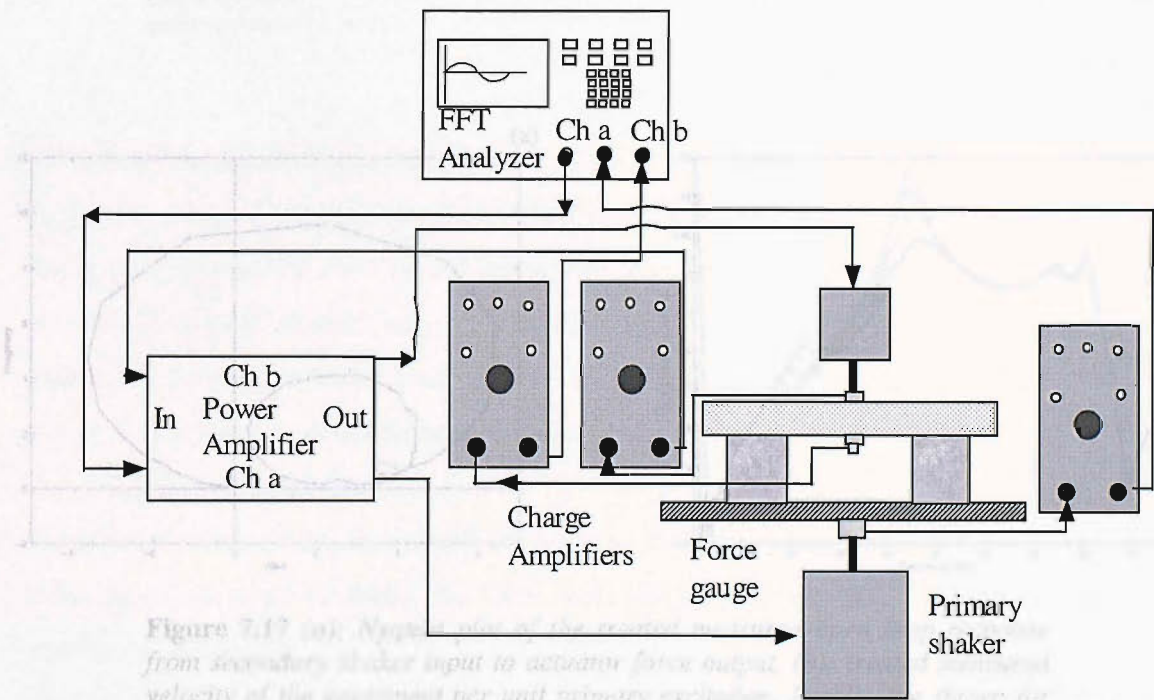 FFT
Analyzer
Ch a
Ch b
Ch b
In
Power
Amplifier
Out
Ch a
Charge
Amplifiers
Force
gauge
Primary
shaker
Figure 7.17 (a): Nyquist plot of the
response
from secondary shaker input to actuator force output.
velocity of the equipment per unit primary excitation.